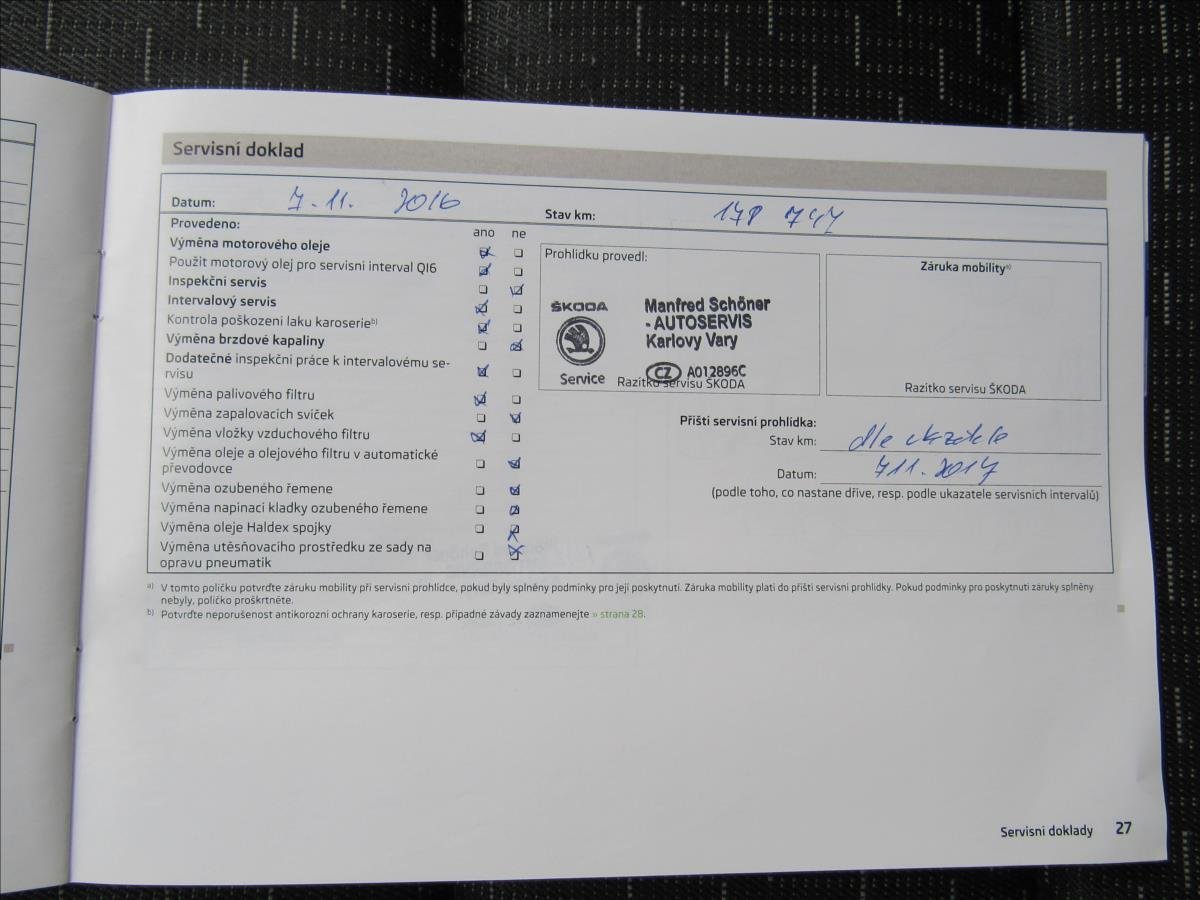 Servisní doklad
Datum: 7.11. 2016
Stav km: 178 747
Provedeno:
ano ne
Výměna motorového oleje
Použit motorový olej pro servisní interval QI6
Inspekční servis
Intervalový servis
Kontrola poškození laku karoserie b)
Výměna brzdové kapaliny
Dodatečné inspekční práce k intervalovému se-
rvisu
Výměna palivového filtru
Výměna zapalovacích svíček
Výměna vložky vzduchového filtru
Výměna oleje a olejového filtru v automatické
převodovce
Výměna ozubeného řemene
Výměna napínací kladky ozubeného řemene
Výměna oleje Haldex spojky
Výměna utěsňovacího prostředku ze sady na
opravu pneumatik
Prohlídku provedl:
ŠKODA
Service
Manfred Schöner
- AUTOSERVIS
Karlovy Vary
CZ A012896C
Razítko servisu ŠKODA
Záruka mobility a)
Razítko servisu ŠKODA
Příští servisní prohlídka:
Stav km: dle ukazatele
Datum: 7.11.2017
(podle toho, co nastane dříve, resp. podle ukazatele servisních intervalů)
a) V tomto políčku potvrďte záruku mobility při servisní prohlídce, pokud byly splněny podmínky pro její poskytnutí. Záruka mobility platí do příští servisní prohlídky. Pokud podmínky pro poskytnutí záruky splněny
nebyly, políčko proškrtněte.
b) Potvrďte neporušenost antikorozní ochrany karoserie, resp. případné závady zaznamenejte » strana 28.
Servisní doklady 27